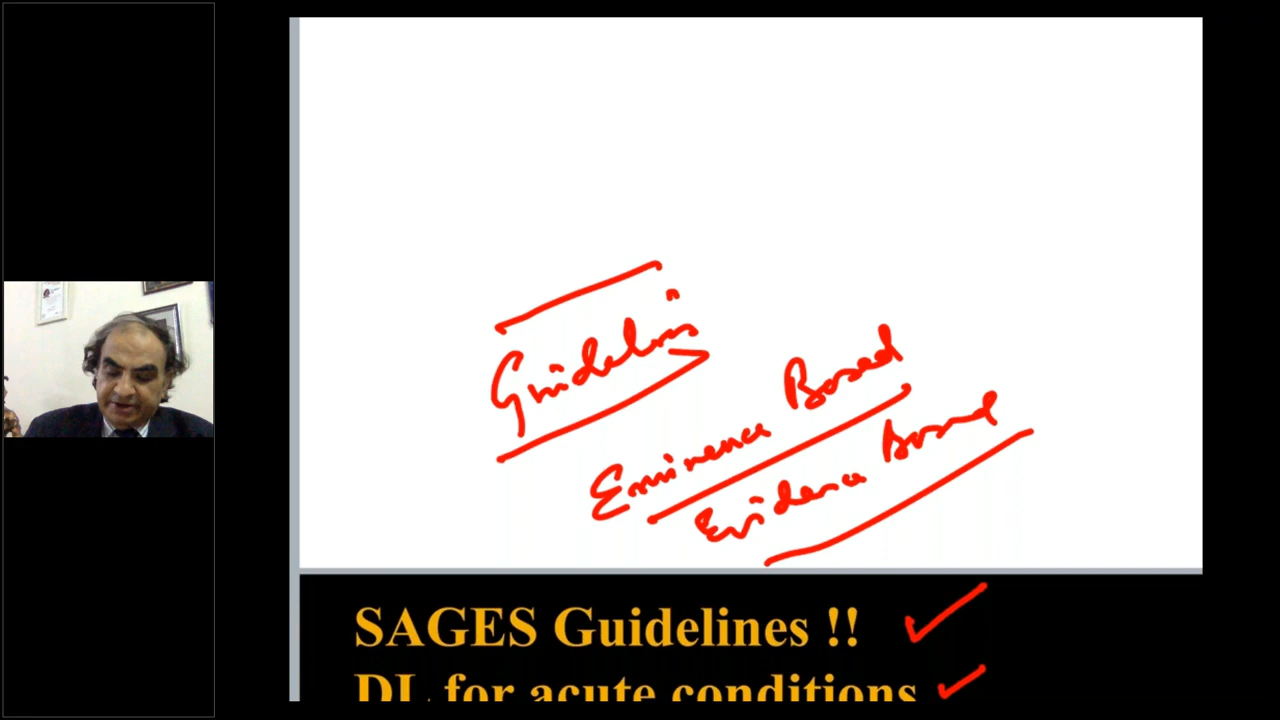 Guidelines
Eminence Based
Evidence Based
SAGES Guidelines !!
DL for acute conditions